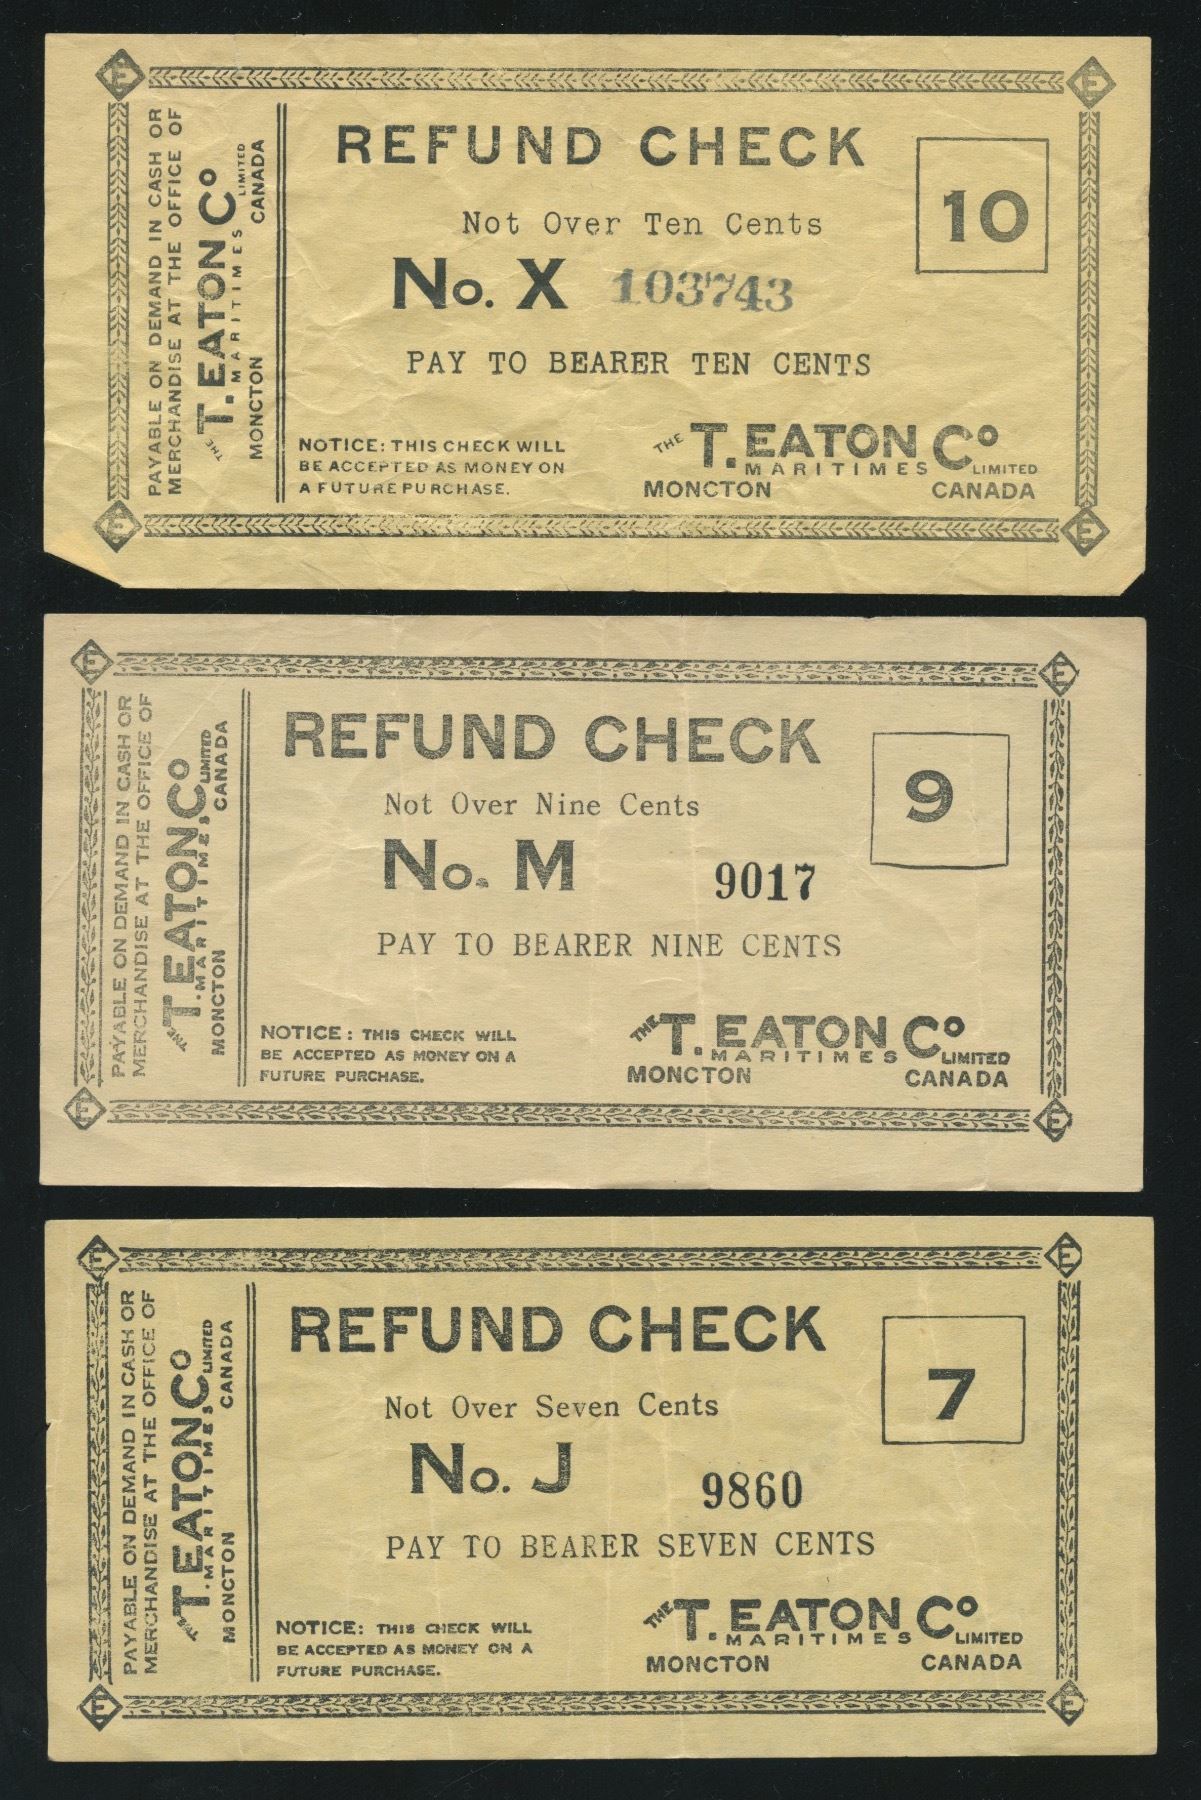 E
E
PAYABLE ON DEMAND IN CASH OR
MERCHANDISE AT THE OFFICE OF
THE T. EATON Co
MARITIMES LIMITED
MONCTON CANADA
REFUND CHECK
10
Not Over Ten Cents
No. X 103743
PAY TO BEARER TEN CENTS
NOTICE: THIS CHECK WILL
BE ACCEPTED AS MONEY ON
A FUTURE PURCHASE.
THE T. EATON Co
MARITIMES LIMITED
MONCTON CANADA
E
E
E
E
PAYABLE ON DEMAND IN CASH OR
MERCHANDISE AT THE OFFICE OF
THE T. EATON Co
MARITIMES LIMITED
MONCTON CANADA
REFUND CHECK
9
Not Over Nine Cents
No. M 9017
PAY TO BEARER NINE CENTS
NOTICE: THIS CHECK WILL
BE ACCEPTED AS MONEY ON A
FUTURE PURCHASE.
THE T. EATON Co
MARITIMES LIMITED
MONCTON CANADA
E
E
E
E
PAYABLE ON DEMAND IN CASH OR
MERCHANDISE AT THE OFFICE OF
THE T. EATON Co
MARITIMES LIMITED
MONCTON CANADA
REFUND CHECK
7
Not Over Seven Cents
No. J 9860
PAY TO BEARER SEVEN CENTS
NOTICE: THIS CHECK WILL
BE ACCEPTED AS MONEY ON A
FUTURE PURCHASE.
THE T. EATON Co
MARITIMES LIMITED
MONCTON CANADA
E
E